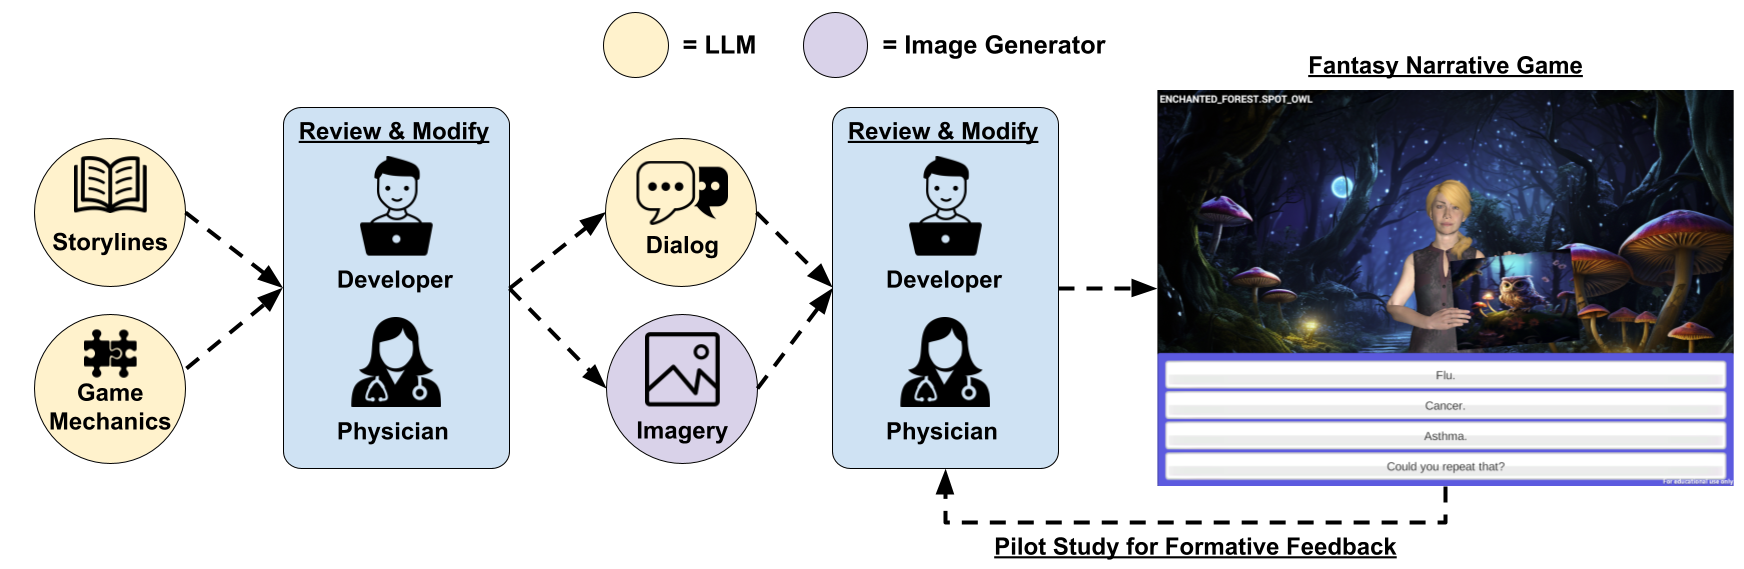 = LLM
= Image Generator
Fantasy Narrative Game
ENCHANTED_FOREST.SPOT_OWL
Storylines
Game
Mechanics
Review & Modify
Developer
Physician
Dialog
Imagery
Review & Modify
Developer
Physician
Flu.
Cancer.
Asthma.
Could you repeat that?
For educational use only
Pilot Study for Formative Feedback